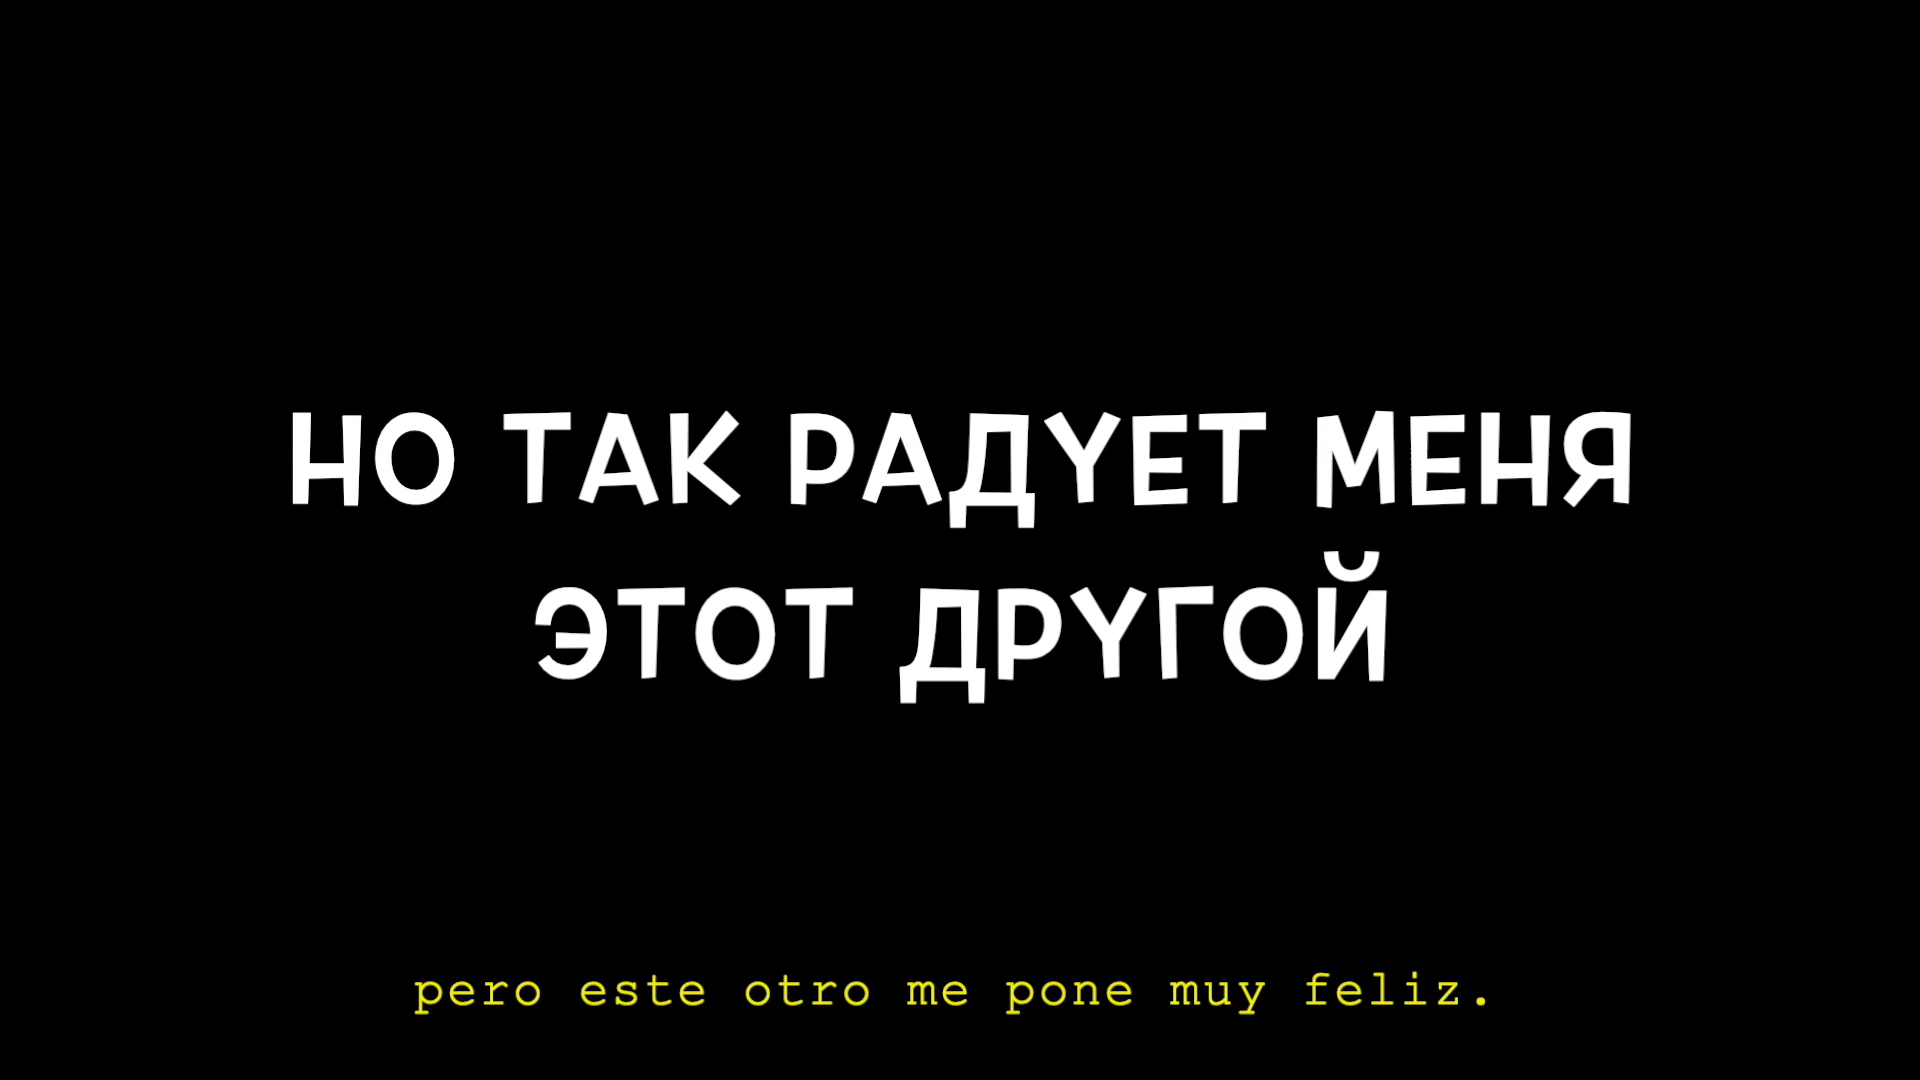 НО ТАК РАДУЕТ МЕНЯ
ЭТОТ ДРУГОЙ
pero este otro me pone muy feliz.